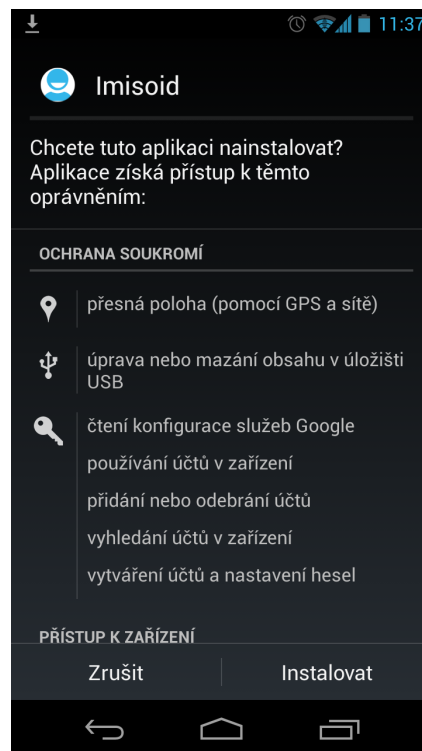 11:37
Imisoid
Chcete tuto aplikaci nainstalovat?
Aplikace získá přístup k těmto
oprávněním:
OCHRANA SOUKROMÍ
přesná poloha (pomocí GPS a sítě)
úprava nebo mazání obsahu v úložišti
USB
čtení konfigurace služeb Google
používání účtů v zařízení
přidání nebo odebrání účtů
vyhledání účtů v zařízení
vytváření účtů a nastavení hesel
PŘÍSTUP K ZAŘÍZENÍ
Zrušit
Instalovat